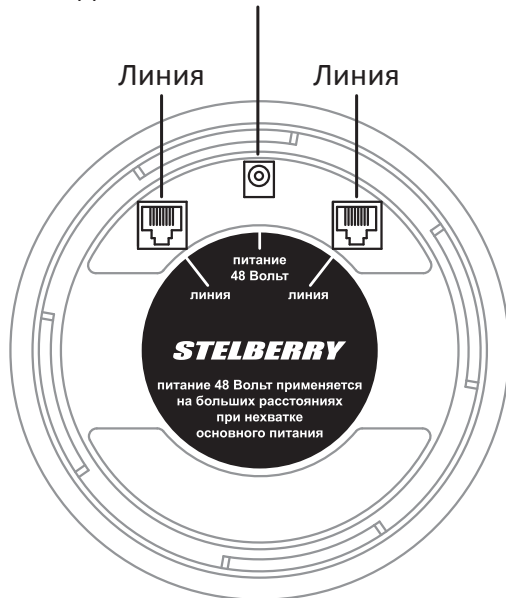 Линия Линия
питание
48 Вольт
линия линия
STELBERRY
питание 48 Вольт применяется
на больших расстояниях
при нехватке
основного питания